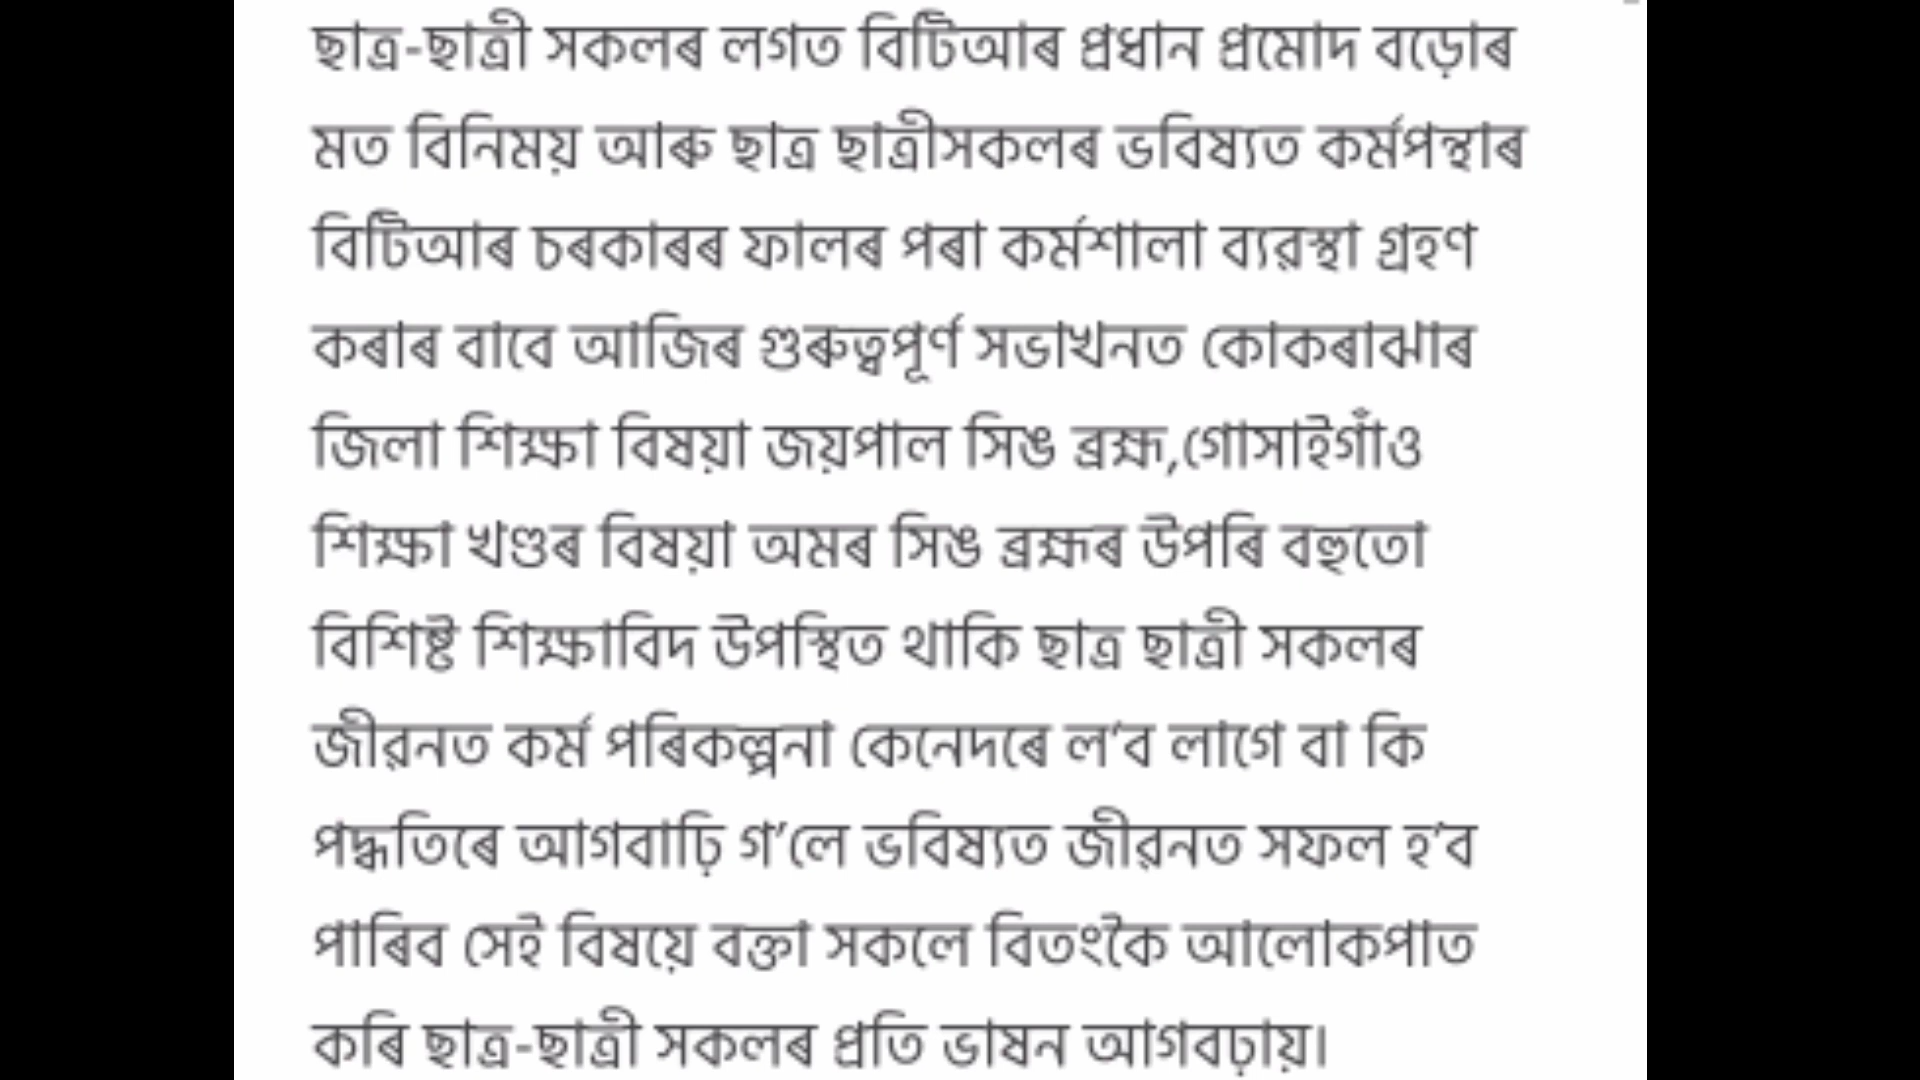 ছাত্ৰ-ছাত্ৰী সকলৰ লগত বিটিআৰ প্ৰধান প্ৰমোদ বড়োৰ
মত বিনিময় আৰু ছাত্ৰ ছাত্ৰীসকলৰ ভবিষ্যত কৰ্মপন্থাৰ
বিটিআৰ চৰকাৰৰ ফালৰ পৰা কৰ্মশালা ব্যৱস্থা গ্ৰহণ
কৰাৰ বাবে আজিৰ গুৰুত্বপূৰ্ণ সভাখনত কোকৰাঝাৰ
জিলা শিক্ষা বিষয়া জয়পাল সিঙ ব্ৰহ্ম,গোসাইগাঁও
শিক্ষা খণ্ডৰ বিষয়া অমৰ সিঙ ব্ৰহ্মৰ উপৰি বহুতো
বিশিষ্ট শিক্ষাবিদ উপস্থিত থাকি ছাত্ৰ ছাত্ৰী সকলৰ
জীৱনত কৰ্ম পৰিকল্পনা কেনেদৰে ল’ব লাগে বা কি
পদ্ধতিৰে আগবাঢ়ি গ’লে ভবিষ্যত জীৱনত সফল হ’ব
পাৰিব সেই বিষয়ে বক্তা সকলে বিতংকৈ আলোকপাত
কৰি ছাত্ৰ-ছাত্ৰী সকলৰ প্ৰতি ভাষন আগবঢ়ায়।